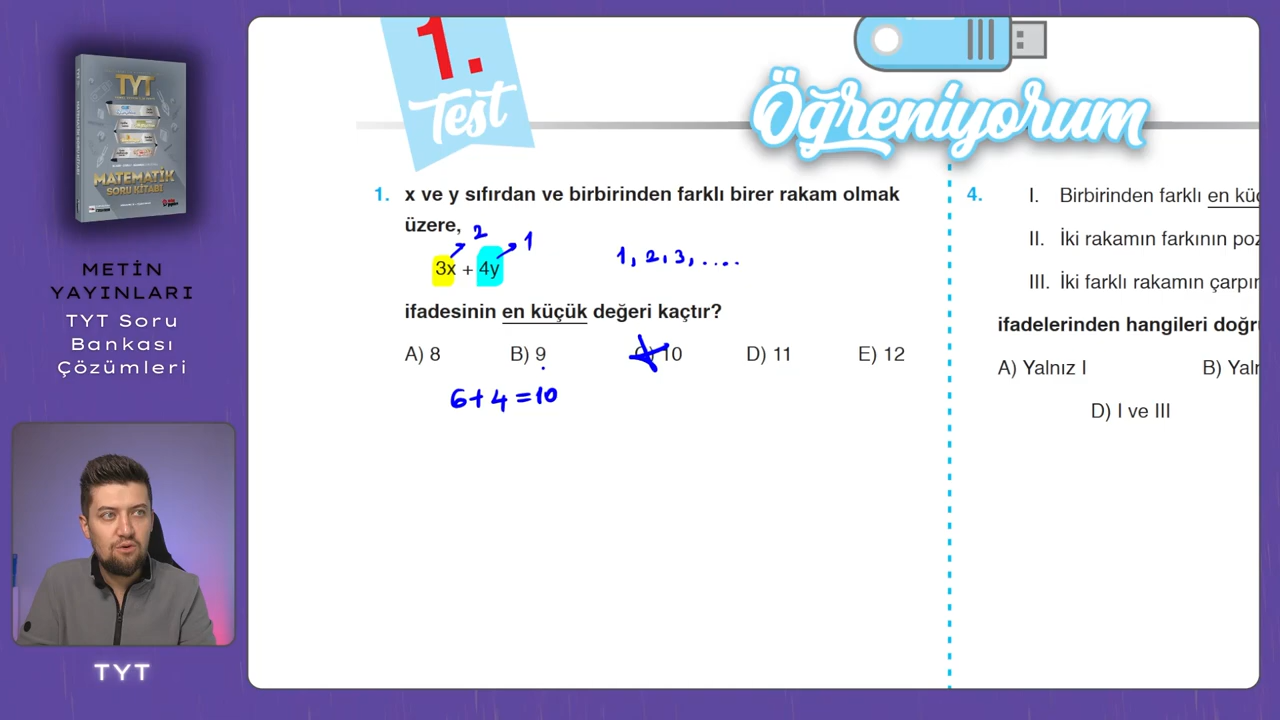 TYT
MATEMATİK
SORU KİTABI
METİN
YAYINLARI
TYT Soru
Bankası
Çözümleri
TYT
1.
Test
Öğreniyorum
1. x ve y sıfırdan ve birbirinden farklı birer rakam olmak
üzere,
2 1
3x + 4y
1, 2, 3, ....
ifadesinin en küçük değeri kaçtır?
A) 8 B) 9 C) 10 D) 11 E) 12
6+4=10
4. I. Birbirinden farklı en küç
II. İki rakamın farkının poz
III. İki farklı rakamın çarpım
ifadelerinden hangileri doğru
A) Yalnız I B) Yaln
D) I ve III